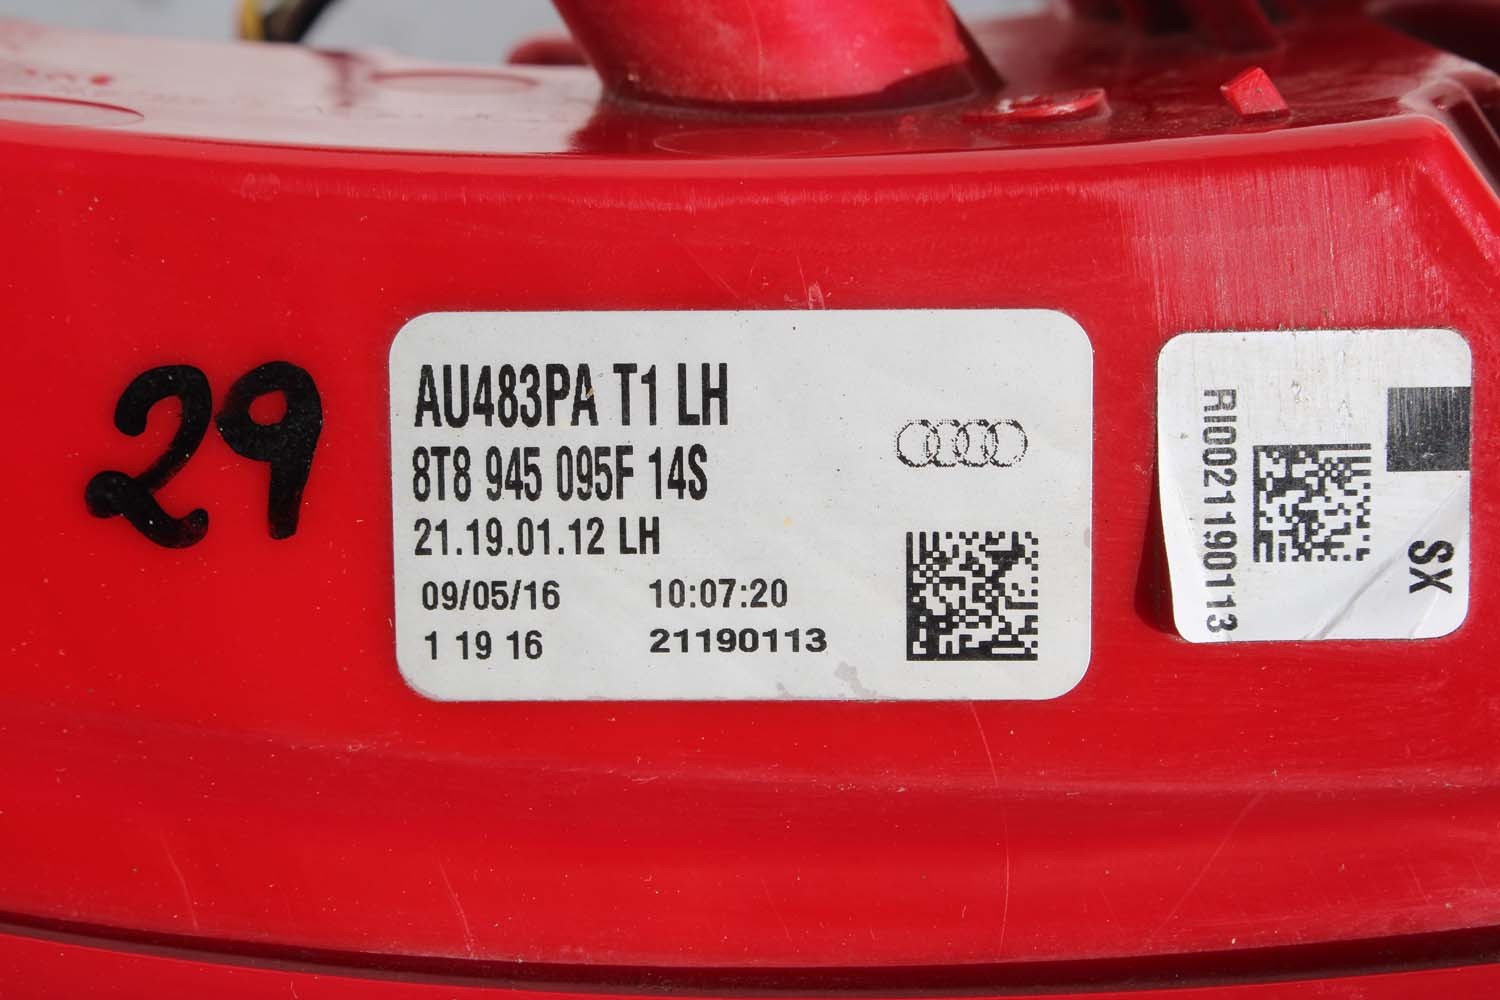 29
AU483PA T1 LH
8T8 945 095F 14S
21.19.01.12 LH
09/05/16 10:07:20
1 19 16 21190113
RI0021190113
SX